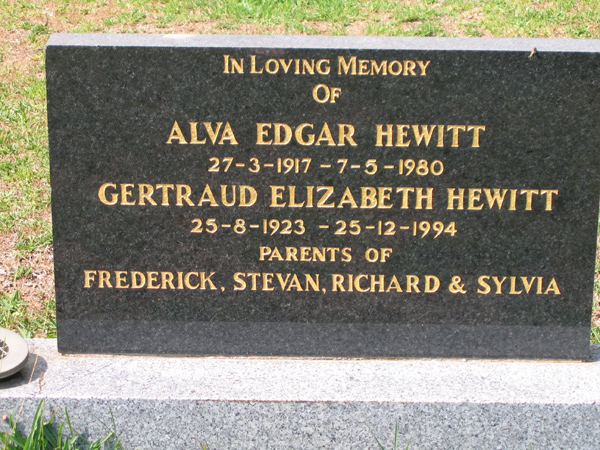 IN LOVING MEMORY
OF
ALVA EDGAR HEWITT
27-3-1917 - 7-5-1980
GERTRAUD ELIZABETH HEWITT
25-8-1923 - 25-12-1994
PARENTS OF
FREDERICK, STEVAN, RICHARD & SYLVIA